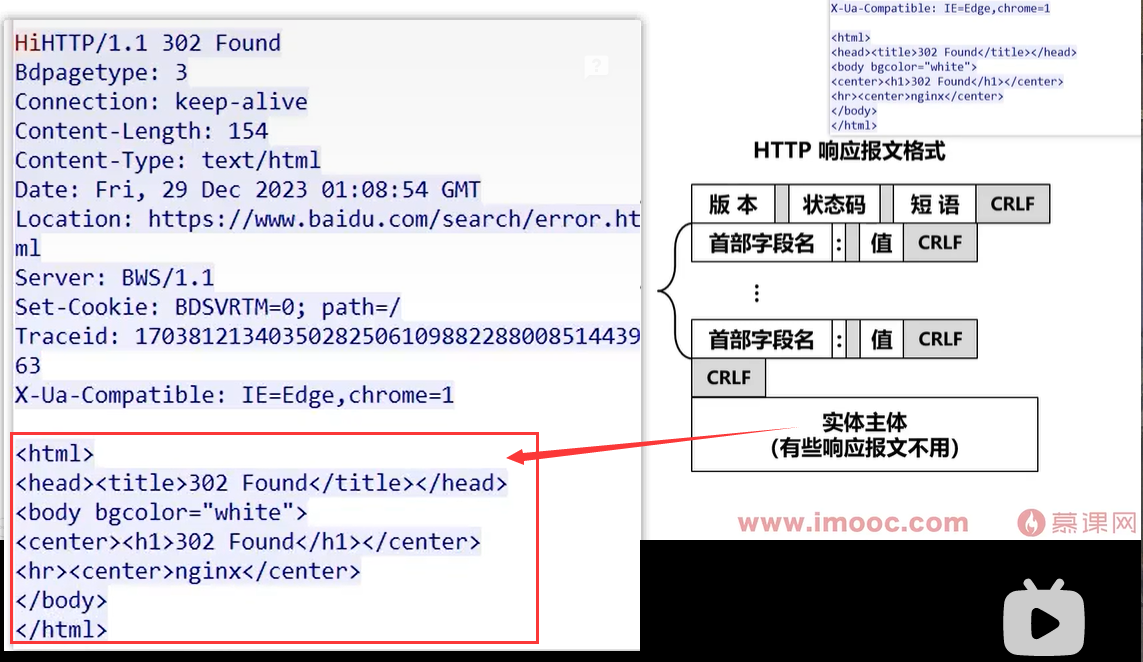 HiHTTP/1.1 302 Found
Bdpagetype: 3
Connection: keep-alive
Content-Length: 154
Content-Type: text/html
Date: Fri, 29 Dec 2023 01:08:54 GMT
Location: https://www.baidu.com/search/error.ht
ml
Server: BWS/1.1
Set-Cookie: BDSVRTM=0; path=/
Traceid: 17038121340350282506109882288008514439
63
X-Ua-Compatible: IE=Edge,chrome=1
<html>
<head><title>302 Found</title></head>
<body bgcolor="white">
<center><h1>302 Found</h1></center>
<hr><center>nginx</center>
</body>
</html>
X-Ua-Compatible: IE=Edge,chrome=1
<html>
<head><title>302 Found</title></head>
<body bgcolor="white">
<center><h1>302 Found</h1></center>
<hr><center>nginx</center>
</body>
</html>
HTTP 响应报文格式
版 本 状态码 短 语 CRLF
首部字段名 : 值 CRLF
⋮
首部字段名 : 值 CRLF
CRLF
实体主体
(有些响应报文不用)
www.imooc.com 慕课网
?